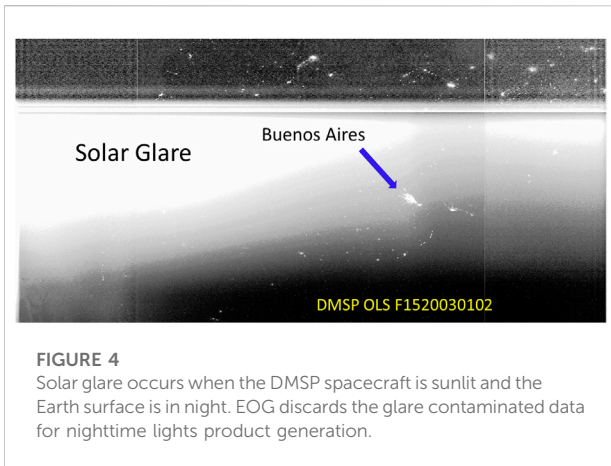 Buenos Aires
Solar Glare
DMSP OLS F1520030102
FIGURE 4
Solar glare occurs when the DMSP spacecraft is sunlit and the
Earth surface is in night. EOG discards the glare contaminated data
for nighttime lights product generation.